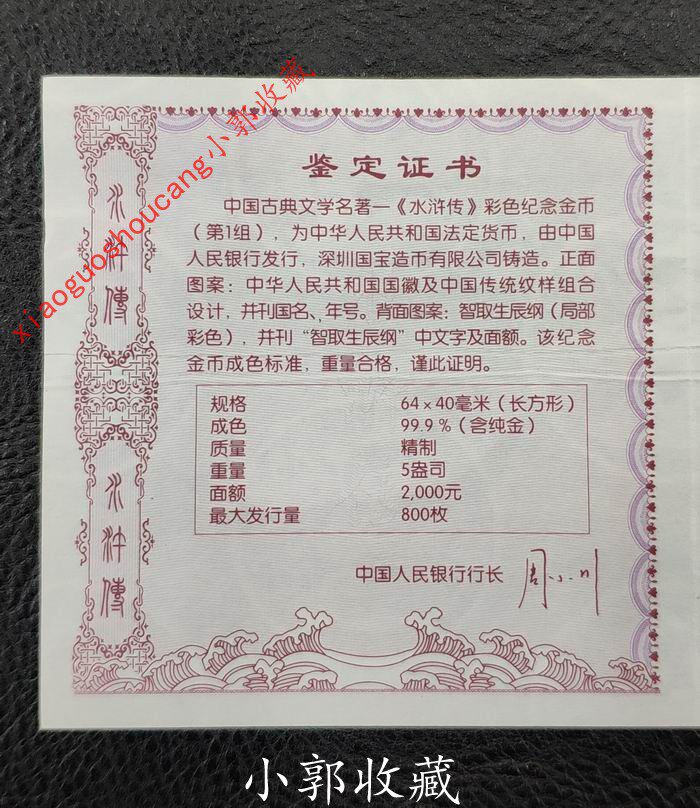 鉴定证书
中国古典文学名著—《水浒传》彩色纪念金币
（第1组），为中华人民共和国法定货币，由中国
人民银行发行，深圳国宝造币有限公司铸造。正面
图案：中华人民共和国国徽及中国传统纹样组合
设计，并刊国名、年号。背面图案：智取生辰纲（局部
彩色），并刊“智取生辰纲”中文字及面额。该纪念
金币成色标准，重量合格，谨此证明。
规格 64×40毫米（长方形）
成色 99.9%（含纯金）
质量 精制
重量 5盎司
面额 2,000元
最大发行量 800枚
中国人民银行行长 周小川
水浒傳
水浒傳
xiaoguoshoucang小郭收藏
小郭收藏